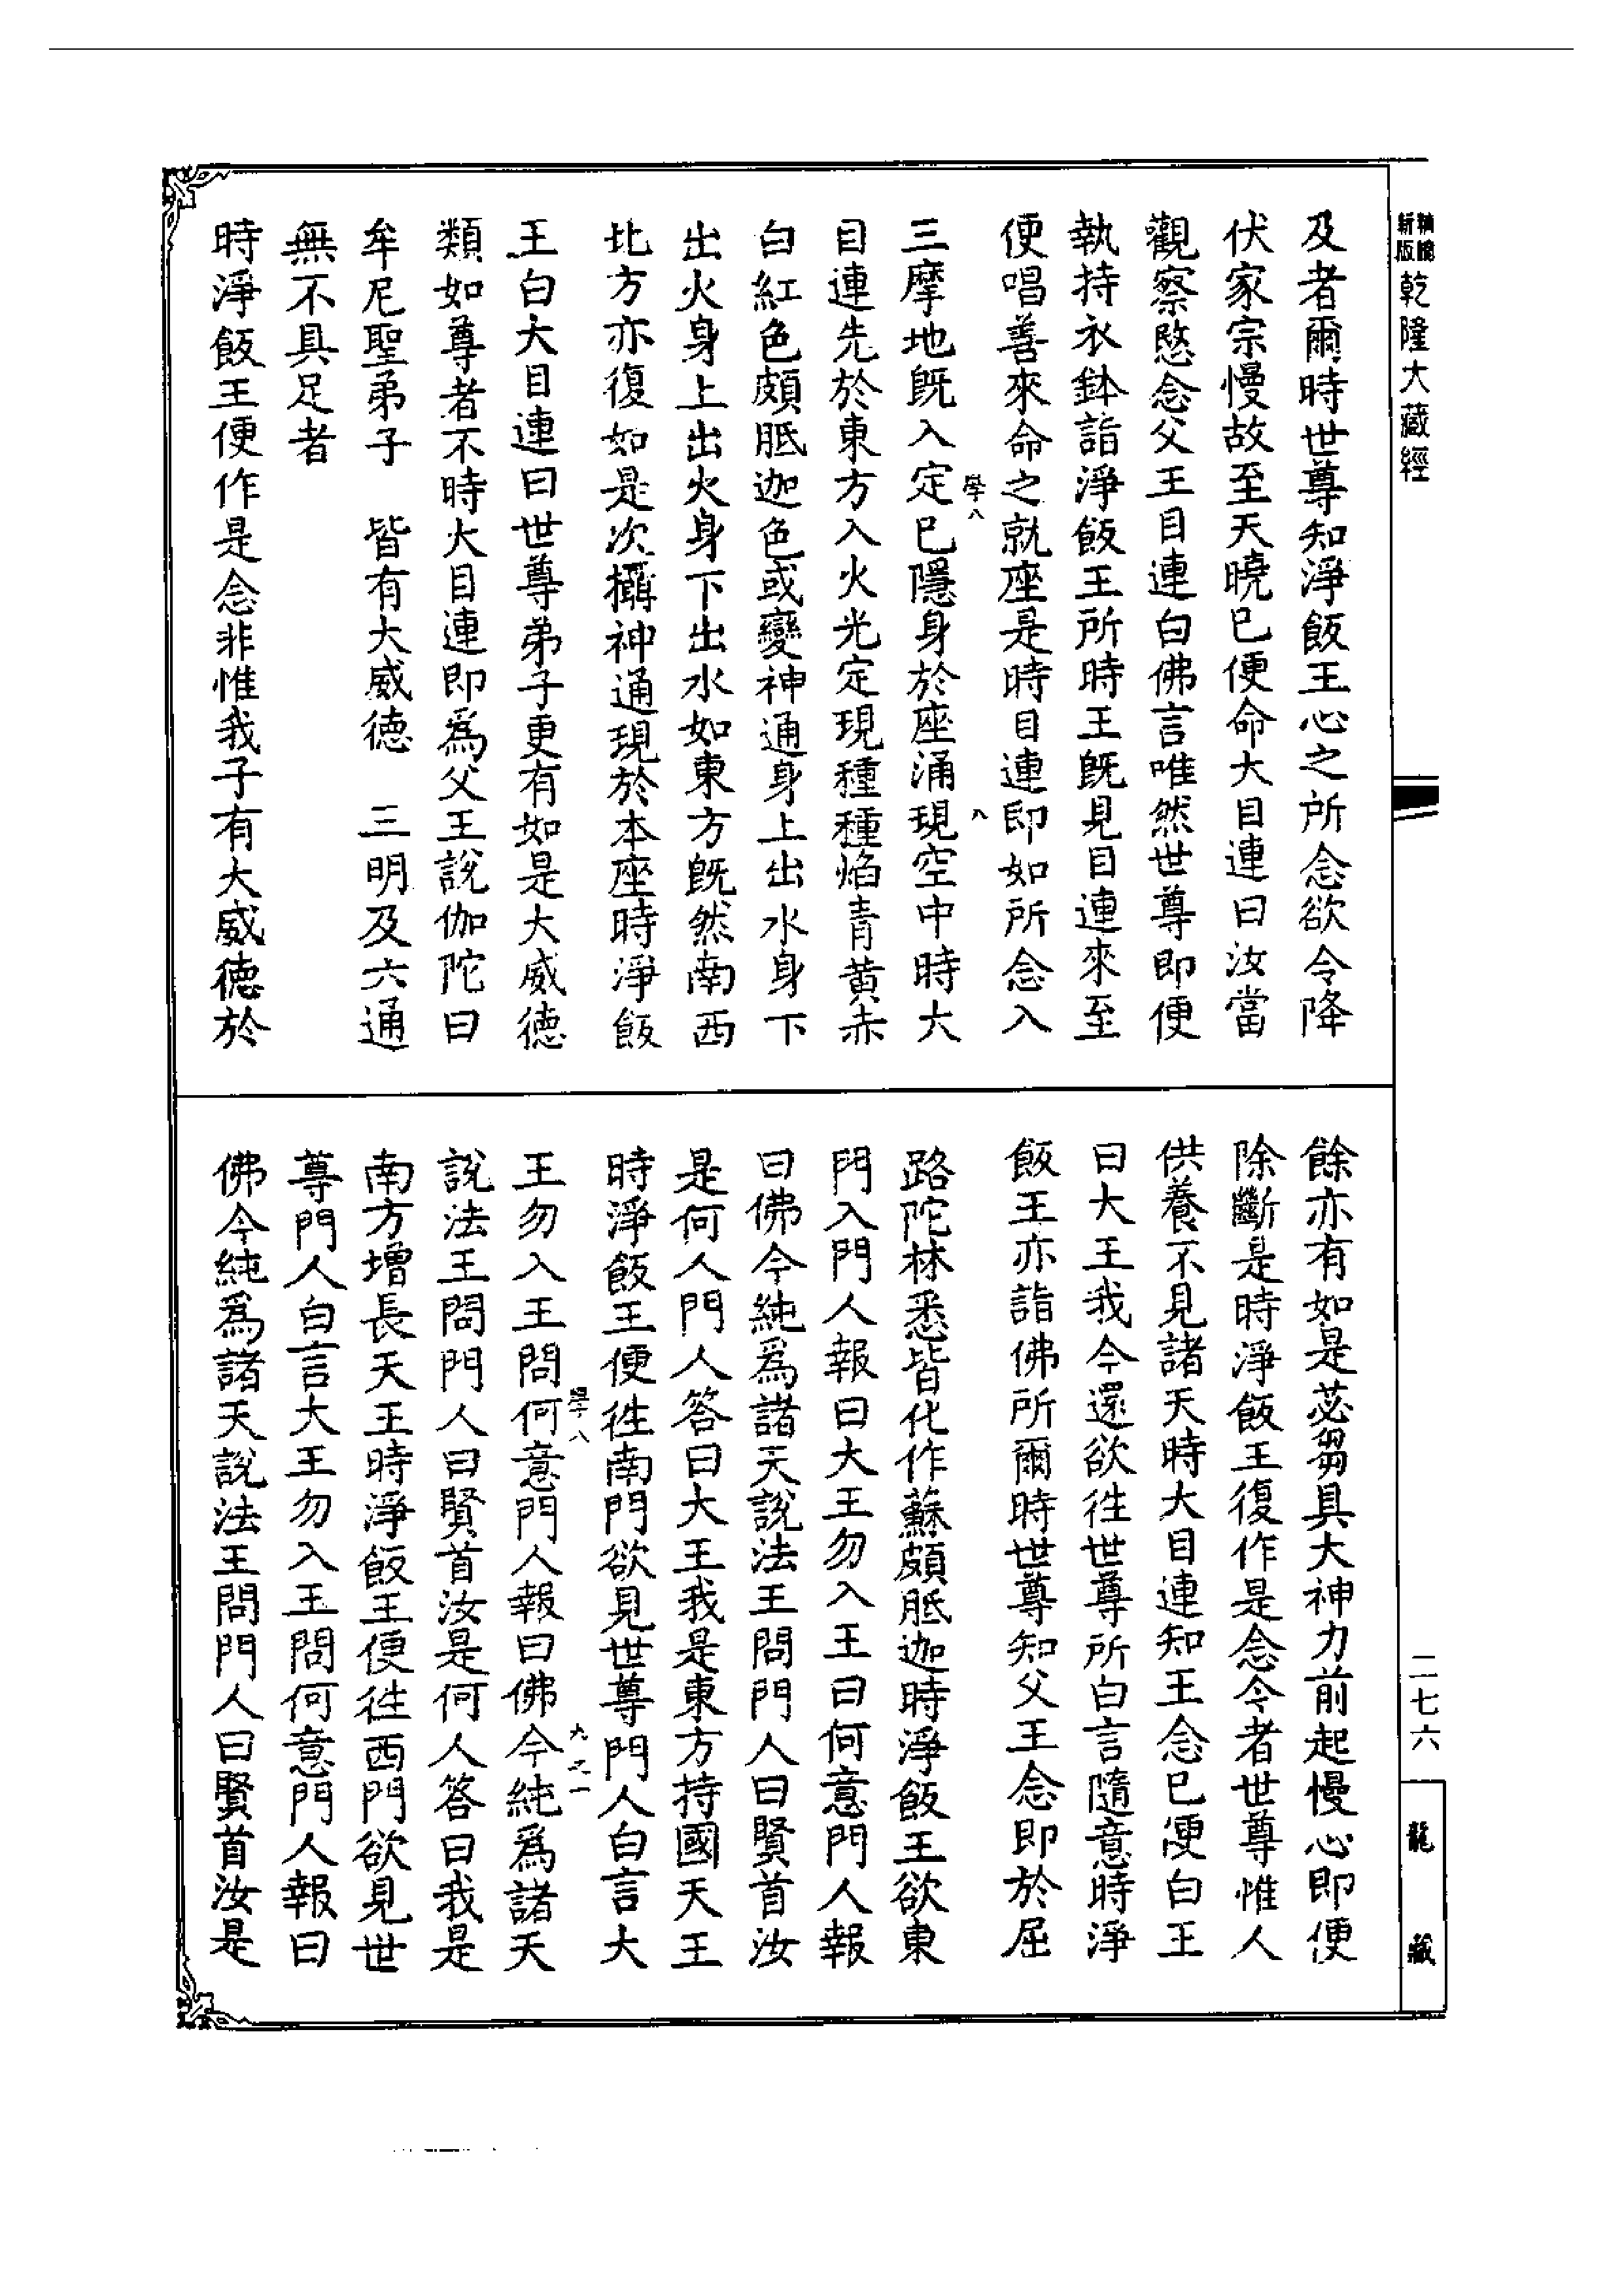 新版
精縮
乾隆大藏經
及者爾時世尊知淨飯王心之所念欲令降
伏家宗慢故至天曉已便命大目連曰汝當
觀察愍念父王目連白佛言唯然世尊即便
執持衣鉢詣淨飯王所時王旣見目連來至
便唱善來命之就座是時目連即如所念入
學八
八
三摩地旣入定已隱身於座涌現空中時大
目連先於東方入火光定現種種焰青黃赤
白紅色頗胝迦色或變神通身上出水身下
出火身上出火身下出水如東方旣然南西
北方亦復如是次攝神通現於本座時淨飯
王白大目連曰世尊弟子更有如是大威德
類如尊者不時大目連即爲父王說伽陀曰
牟尼聖弟子　皆有大威德　三明及六通
無不具足者
時淨飯王便作是念非惟我子有大威德於
餘亦有如是苾芻具大神力前起慢心即便
除斷是時淨飯王復作是念今者世尊惟人
供養不見諸天時大目連知王念已便白王
曰大王我今還欲往世尊所白言隨意時淨
飯王亦詣佛所爾時世尊知父王念即於屈
路陀林悉皆化作蘇頗胝迦時淨飯王欲東
門入門人報曰大王勿入王曰何意門人報
曰佛今純爲諸天說法王問門人曰賢首汝
是何人門人答曰大王我是東方持國天王
時淨飯王便往南門欲見世尊門人白言大
學八
九之一
王勿入王問何意門人報曰佛今純爲諸天
說法王問門人曰賢首汝是何人答曰我是
南方增長天王時淨飯王便往西門欲見世
尊門人白言大王勿入王問何意門人報曰
佛今純爲諸天說法王問門人曰賢首汝是
二七六
龍藏